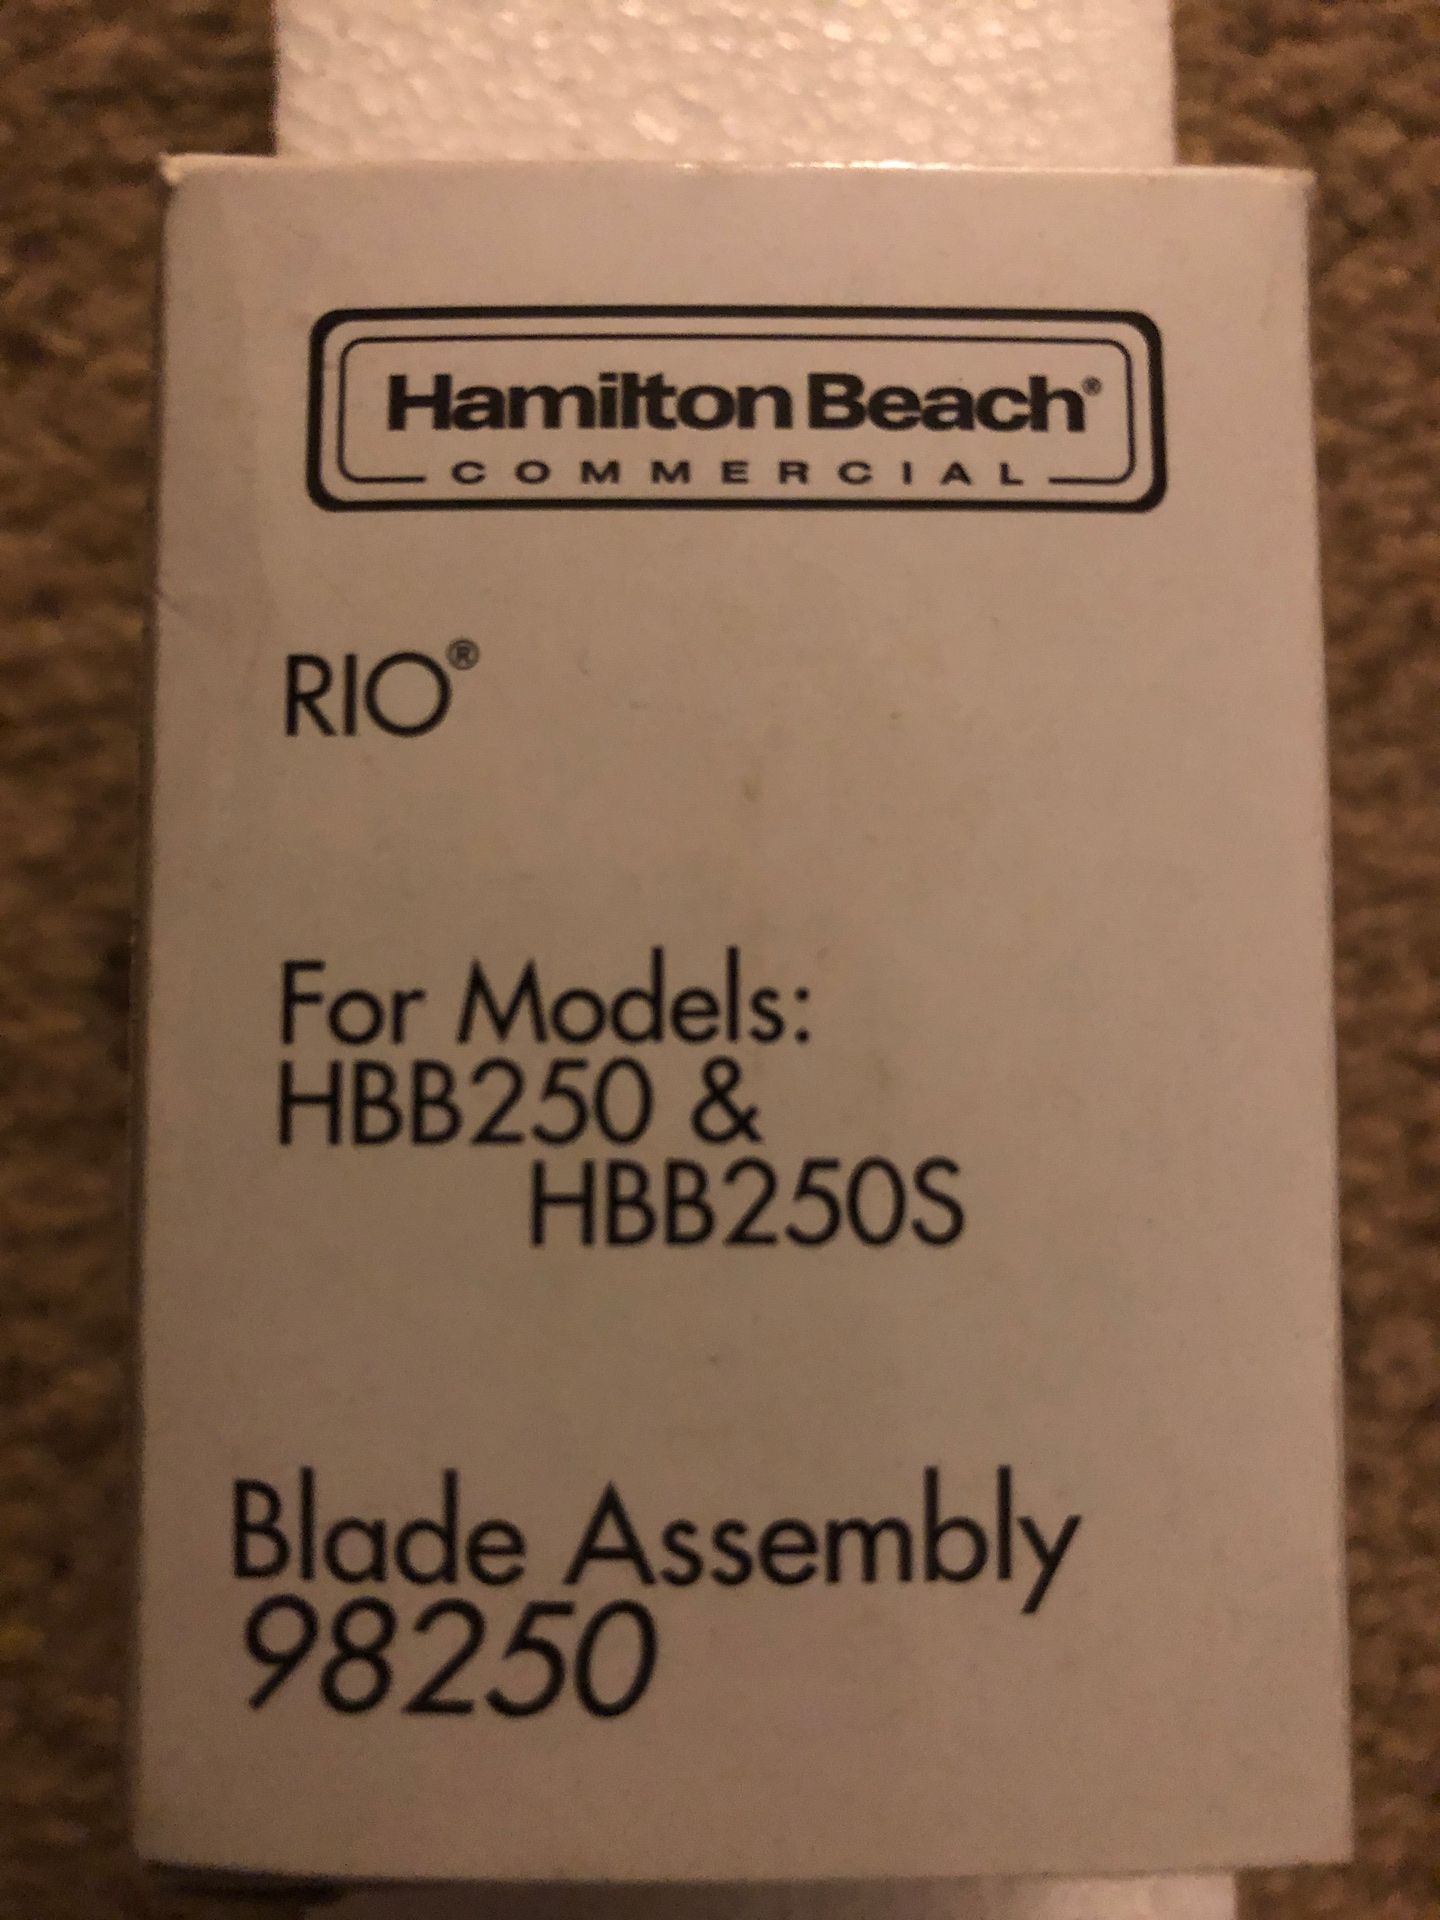 Hamilton Beach®
COMMERCIAL
RIO®
For Models:
HBB250 &
HBB250S
Blade Assembly
98250